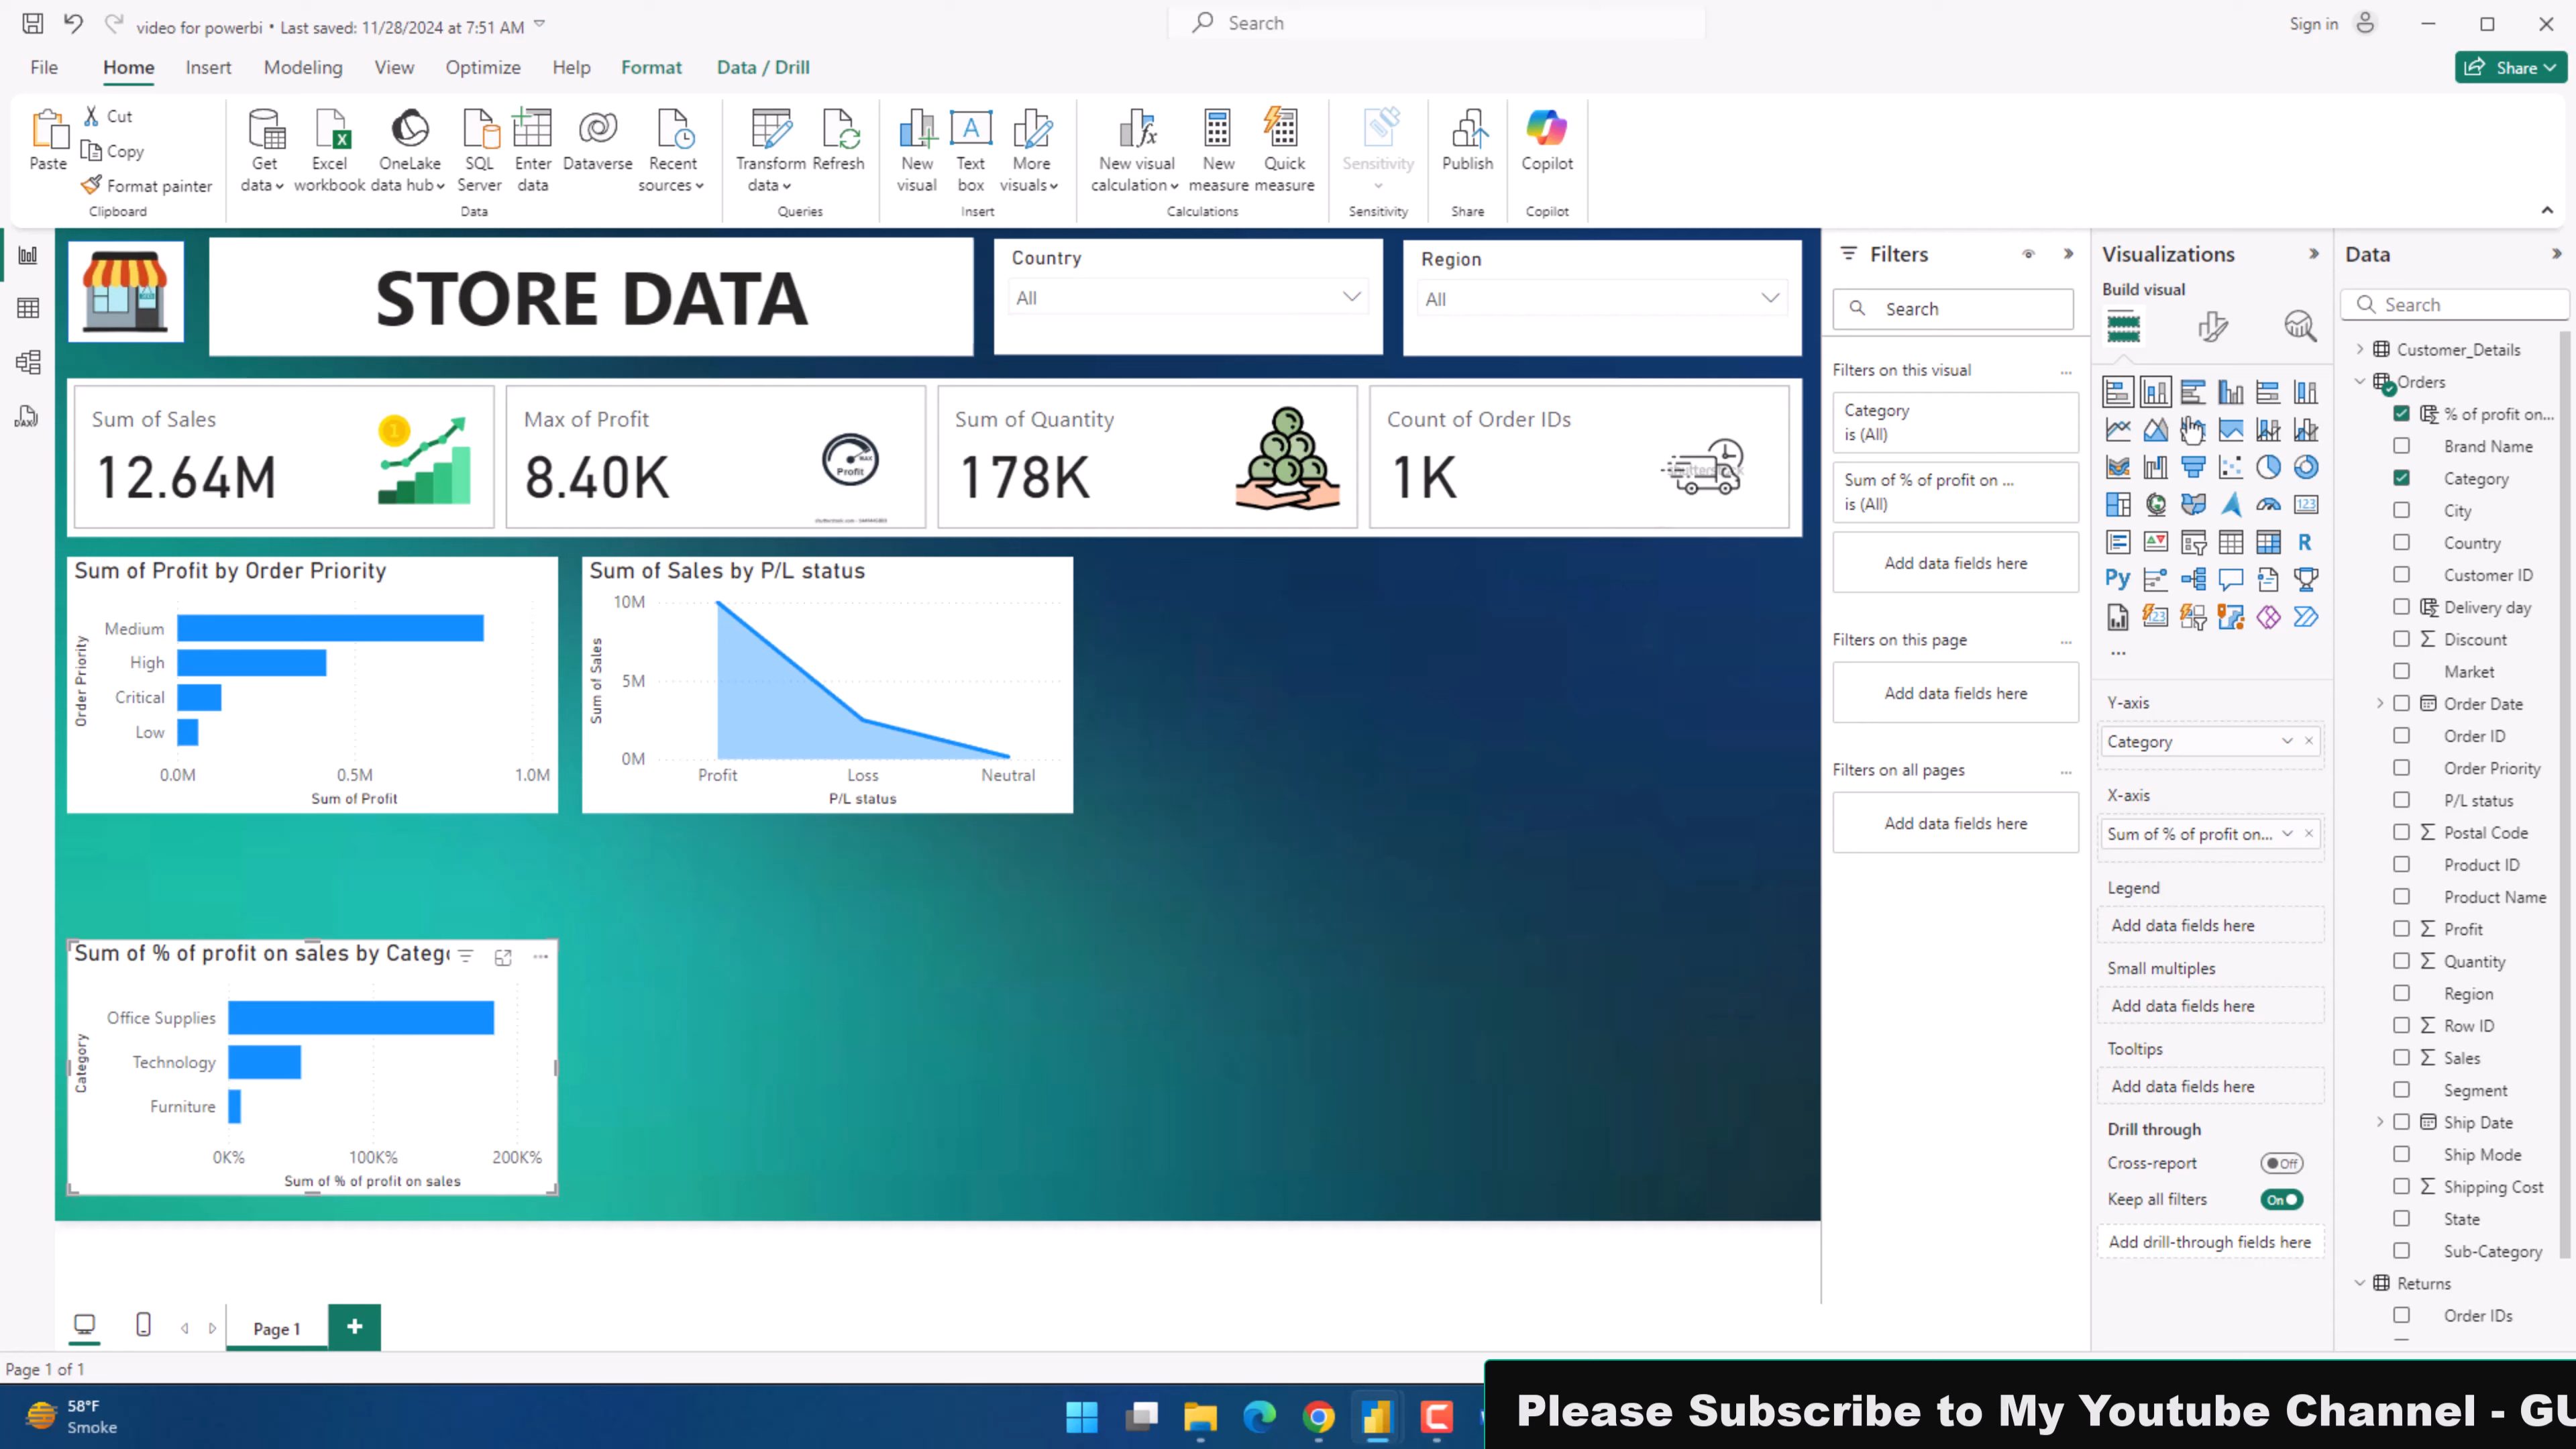 video for powerbi • Last saved: 11/28/2024 at 7:51 AM
Search
Sign in
File
Home
Insert
Modeling
View
Optimize
Help
Format
Data / Drill
Share
Paste
Cut
Copy
Format painter
Clipboard
Get data
Excel workbook
OneLake data hub
SQL Server
Enter data
Dataverse
Recent sources
Data
Transform data
Refresh
Queries
New visual
Text box
More visuals
Insert
New visual calculation
New measure
Quick measure
Calculations
Sensitivity
Sensitivity
Publish
Share
Copilot
Copilot
STORE DATA
Country
All
Region
All
Sum of Sales
12.64M
Max of Profit
8.40K
MAX
Profit
Sum of Quantity
178K
Count of Order IDs
1K
Sum of Profit by Order Priority
Order Priority
Medium
High
Critical
Low
0.0M
0.5M
1.0M
Sum of Profit
Sum of Sales by P/L status
Sum of Sales
10M
5M
0M
Profit
Loss
Neutral
P/L status
Sum of % of profit on sales by Catego
Category
Office Supplies
Technology
Furniture
0K%
100K%
200K%
Sum of % of profit on sales
Filters
Search
Filters on this visual
Category
is (All)
Sum of % of profit on ...
is (All)
Add data fields here
Filters on this page
Add data fields here
Filters on all pages
Add data fields here
Visualizations
Build visual
123
R
Py
123
Y-axis
Category
X-axis
Sum of % of profit on...
Legend
Add data fields here
Small multiples
Add data fields here
Tooltips
Add data fields here
Drill through
Cross-report
Off
Keep all filters
On
Add drill-through fields here
Data
Search
Customer_Details
Orders
% of profit on...
Brand Name
Category
City
Country
Customer ID
Delivery day
Discount
Market
Order Date
Order ID
Order Priority
P/L status
Postal Code
Product ID
Product Name
Profit
Quantity
Region
Row ID
Sales
Segment
Ship Date
Ship Mode
Shipping Cost
State
Sub-Category
Returns
Order IDs
DAX
Page 1
Page 1 of 1
58°F
Smoke
Please Subscribe to My Youtube Channel - GU